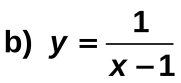 b) y = 1/(x − 1)